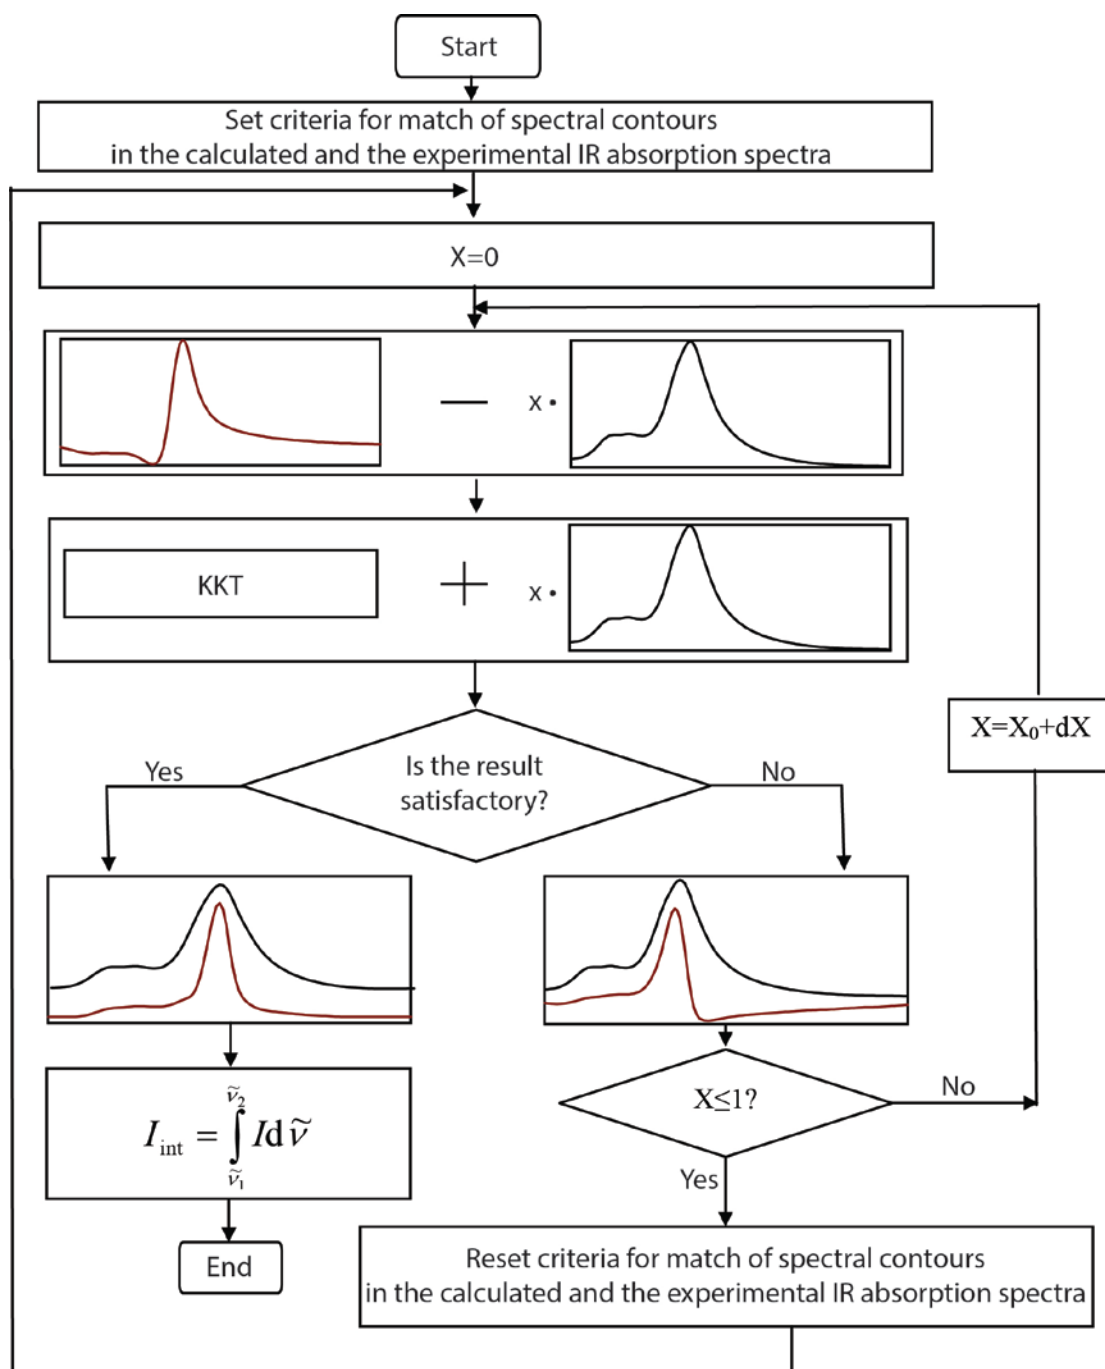 Start
Set criteria for match of spectral contours
in the calculated and the experimental IR absorption spectra
X=0
x •
KKT
x •
X=X₀+dX
Yes
Is the result
satisfactory?
No
X≤1?
No
Yes
I_int = ∫_{ν̃₁}^{ν̃₂} I d ν̃
End
Reset criteria for match of spectral contours
in the calculated and the experimental IR absorption spectra